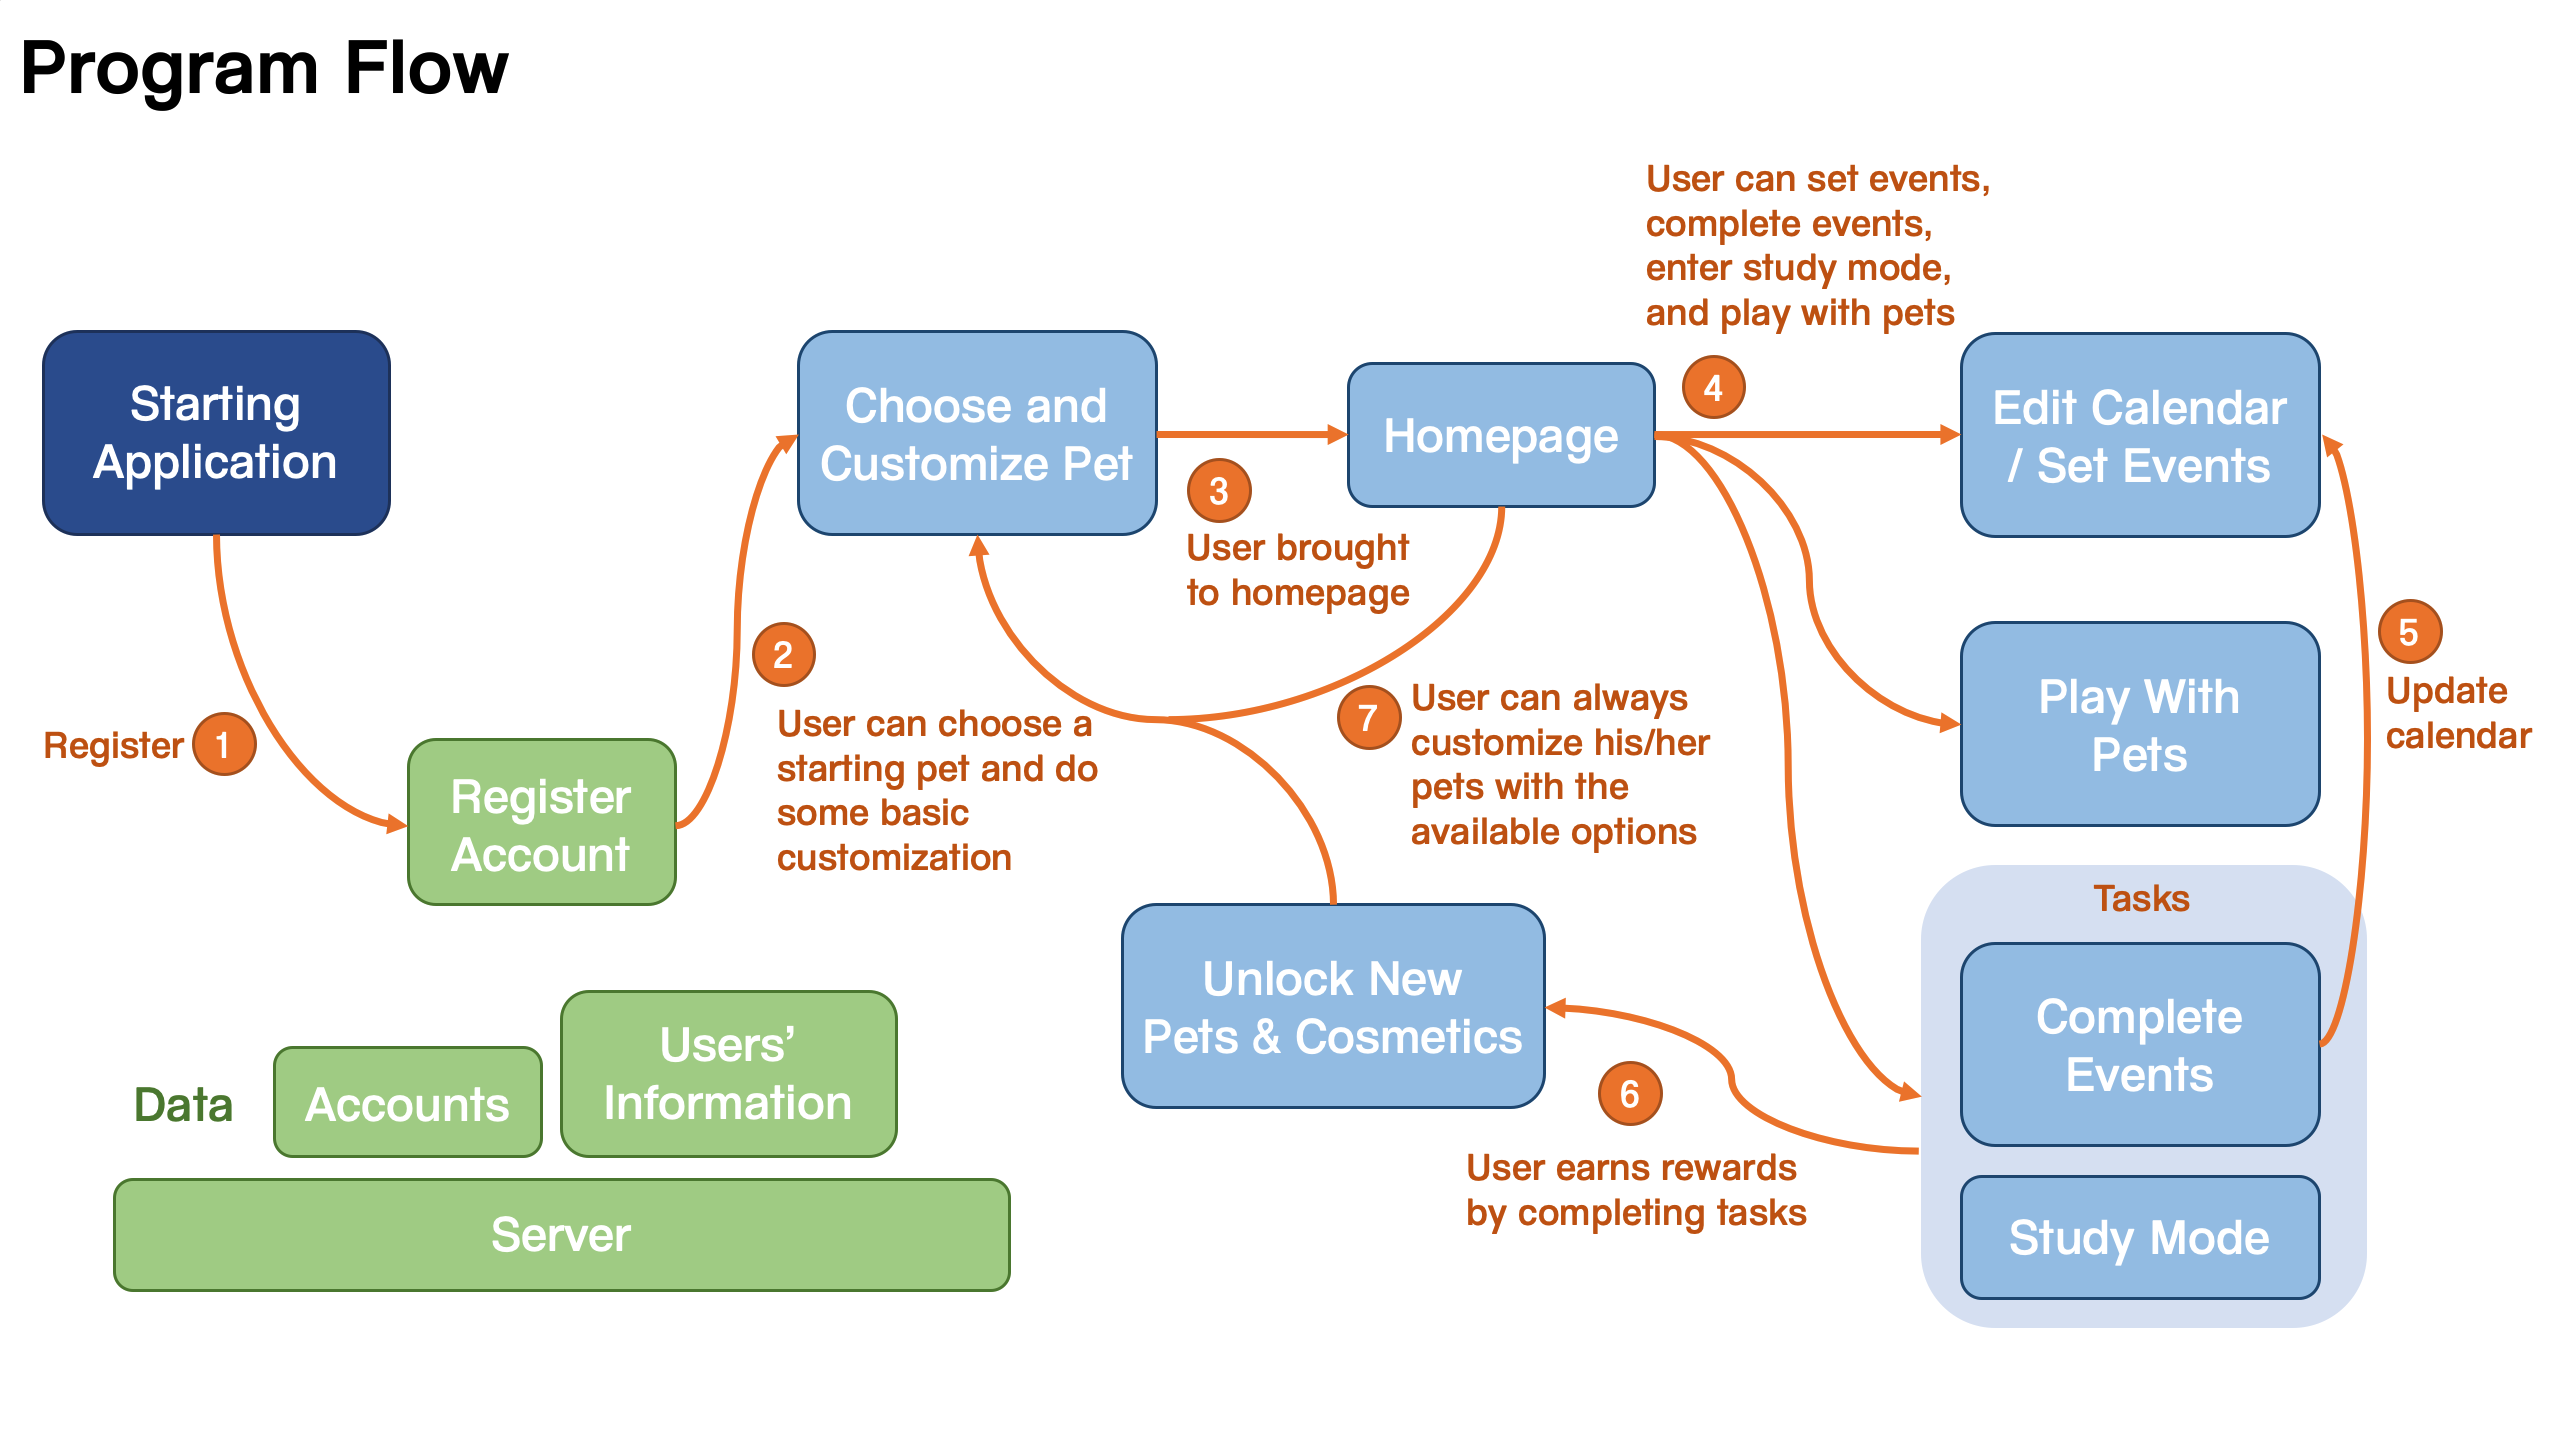 Program Flow
Starting
Application
Register
1
Register
Account
2
User can choose a
starting pet and do
some basic
customization
Choose and
Customize Pet
3
User brought
to homepage
Homepage
User can set events,
complete events,
enter study mode,
and play with pets
4
Edit Calendar
/ Set Events
Play With
Pets
5
Update
calendar
Tasks
Complete
Events
Study Mode
6
User earns rewards
by completing tasks
Unlock New
Pets & Cosmetics
7
User can always
customize his/her
pets with the
available options
Data
Accounts
Users’
Information
Server